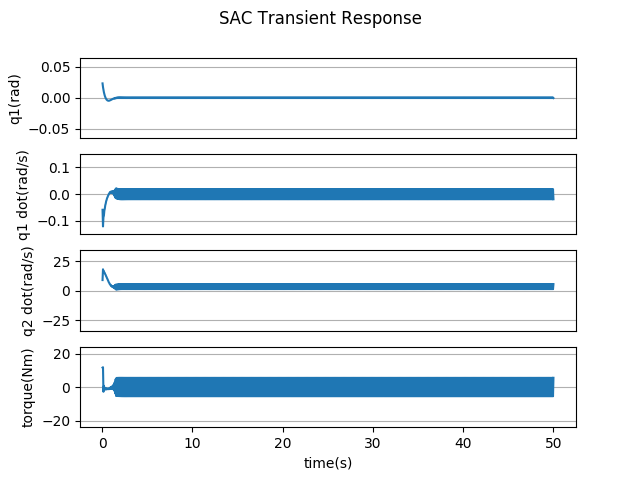 SAC Transient Response
q1(rad)
0.05
0.00
−0.05
q1 dot(rad/s)
0.1
0.0
−0.1
q2 dot(rad/s)
25
0
−25
torque(Nm)
20
0
−20
0 10 20 30 40 50
time(s)